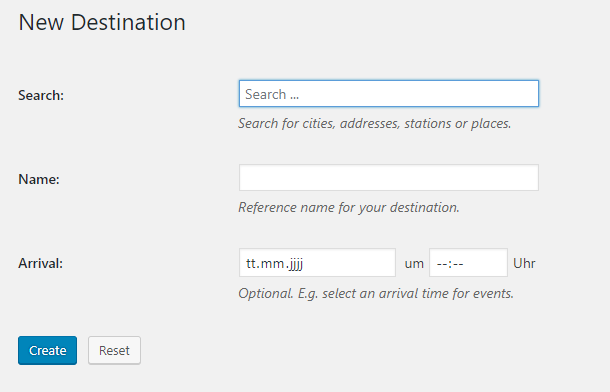 New Destination
Search:
Search ...
Search for cities, addresses, stations or places.
Name:
Reference name for your destination.
Arrival:
tt.mm.jjjj um --:-- Uhr
Optional. E.g. select an arrival time for events.
Create Reset